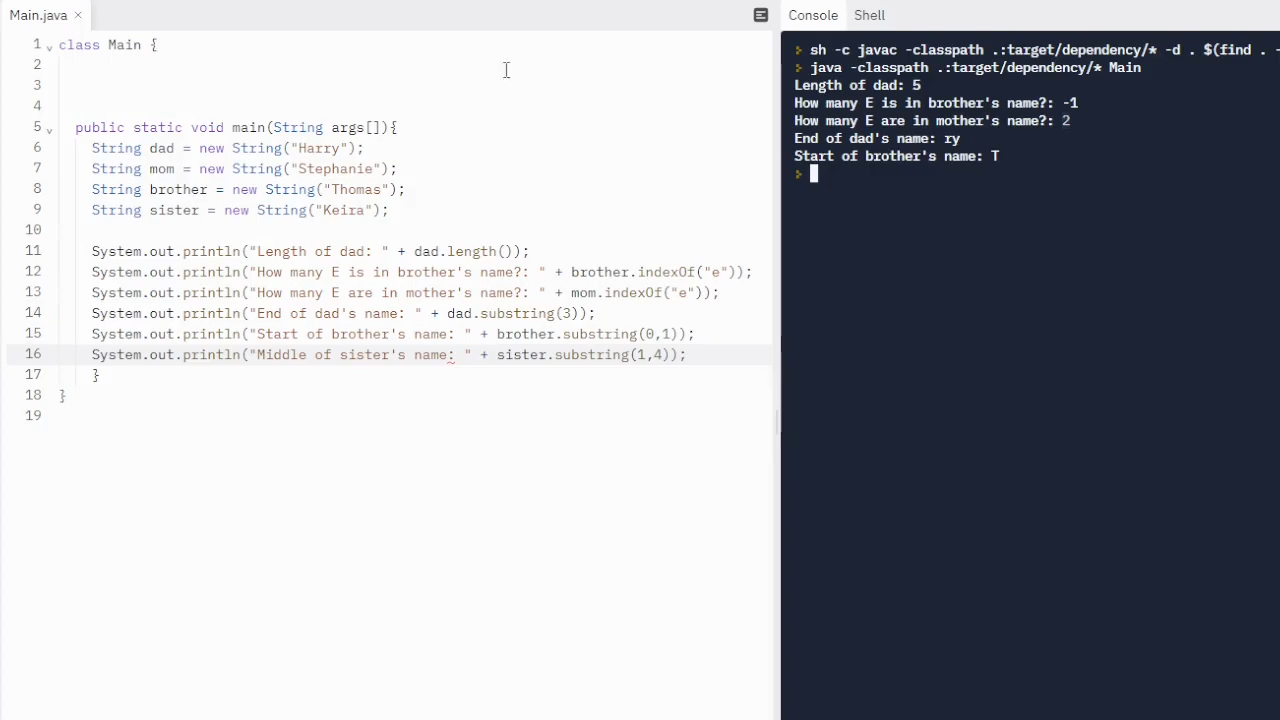 Main.java ×
Console Shell
1 class Main {
2
3
4
5 public static void main(String args[]){
6 String dad = new String("Harry");
7 String mom = new String("Stephanie");
8 String brother = new String("Thomas");
9 String sister = new String("Keira");
10
11 System.out.println("Length of dad: " + dad.length());
12 System.out.println("How many E is in brother's name?: " + brother.indexOf("e"));
13 System.out.println("How many E are in mother's name?: " + mom.indexOf("e"));
14 System.out.println("End of dad's name: " + dad.substring(3));
15 System.out.println("Start of brother's name: " + brother.substring(0,1));
16 System.out.println("Middle of sister's name: " + sister.substring(1,4));
17 }
18 }
19
sh -c javac -classpath .:target/dependency/* -d . $(find . -
java -classpath .:target/dependency/* Main
Length of dad: 5
How many E is in brother's name?: -1
How many E are in mother's name?: 2
End of dad's name: ry
Start of brother's name: T